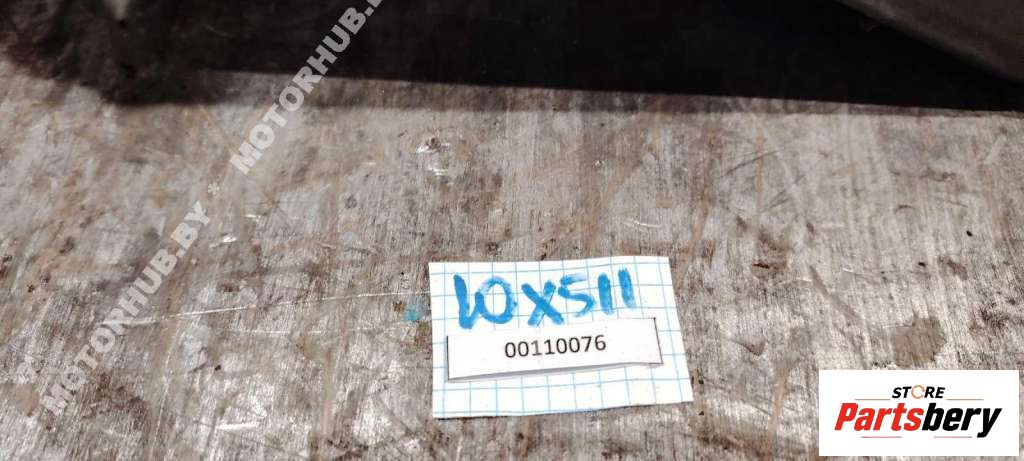 MOTORHUB.BY * MOTORHUB.BY
10X511
00110076
STORE
Partsbery